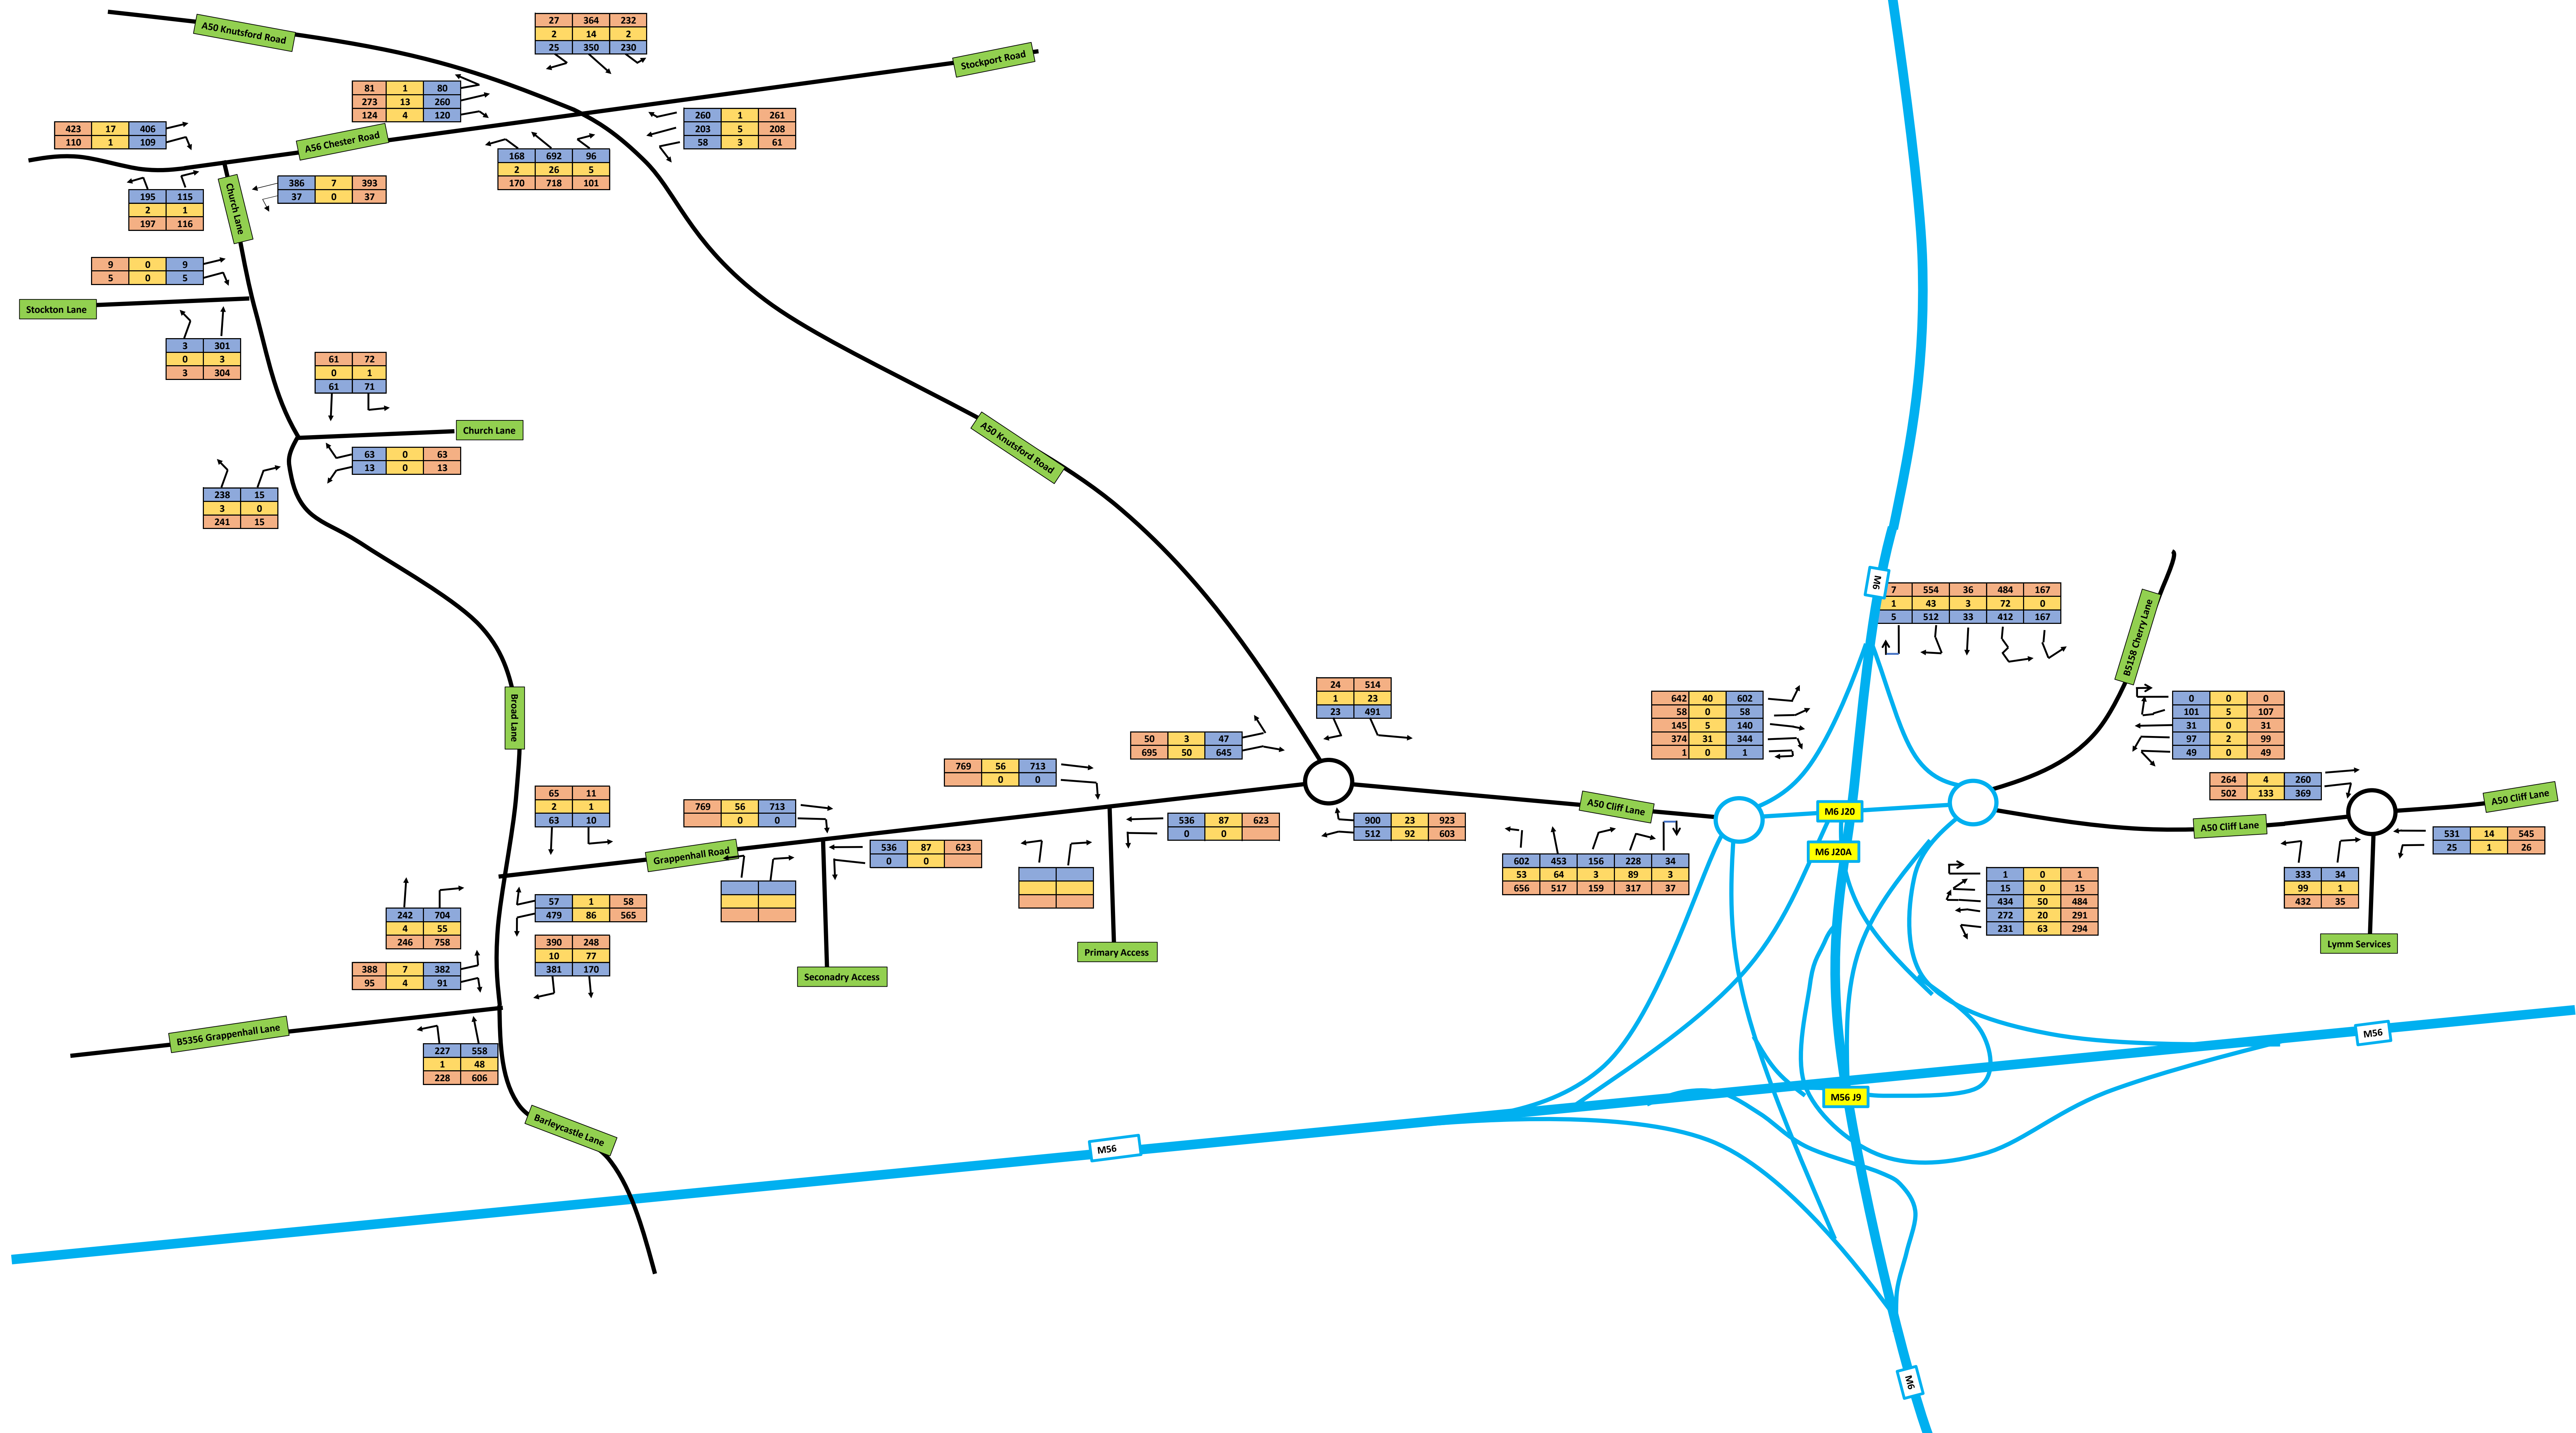 A50 Knutsford Road
27 364 232
2 14 2
25 350 230
Stockport Road
81 1 80
273 13 260
124 4 120
260 1 261
203 5 208
58 3 61
423 17 406
110 1 109
A56 Chester Road
168 692 96
2 26 5
170 718 101
Church Lane
386 7 393
37 0 37
195 115
2 1
197 116
9 0 9
5 0 5
Stockton Lane
3 301
0 3
3 304
61 72
0 1
61 71
Church Lane
63 0 63
13 0 13
238 15
3 0
241 15
A50 Knutsford Road
M6
7 554 36 484 167
1 43 3 72 0
5 512 33 412 167
B5158 Cherry Lane
Broad Lane
24 514
1 23
23 491
642 40 602
58 0 58
145 5 140
374 31 344
1 0 1
0 0 0
101 5 107
31 0 31
97 2 99
49 0 49
50 3 47
695 50 645
769 56 713
0 0
264 4 260
502 133 369
A50 Cliff Lane
65 11
2 1
63 10
769 56 713
0 0
A50 Cliff Lane
M6 J20
536 87 623
0 0
900 23 923
512 92 603
A50 Cliff Lane
531 14 545
25 1 26
Grappenhall Road
536 87 623
0 0
M6 J20A
602 453 156 228 34
53 64 3 89 3
656 517 159 317 37
1 0 1
15 0 15
434 50 484
272 20 291
231 63 294
333 34
99 1
432 35
57 1 58
479 86 565
242 704
4 55
246 758
390 248
10 77
381 170
Primary Access
Lymm Services
388 7 382
95 4 91
Seconadry Access
B5356 Grappenhall Lane
M56
227 558
1 48
228 606
M56 J9
Barleycastle Lane
M56
M6